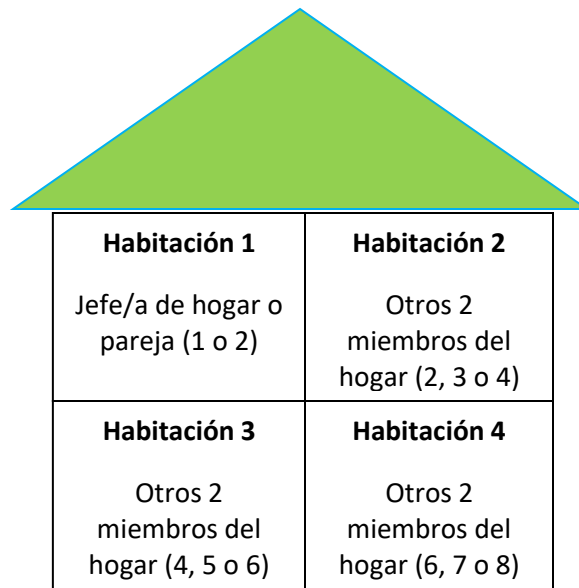 Habitación 1
Jefe/a de hogar o
pareja (1 o 2)
Habitación 2
Otros 2
miembros del
hogar (2, 3 o 4)
Habitación 3
Otros 2
miembros del
hogar (4, 5 o 6)
Habitación 4
Otros 2
miembros del
hogar (6, 7 o 8)